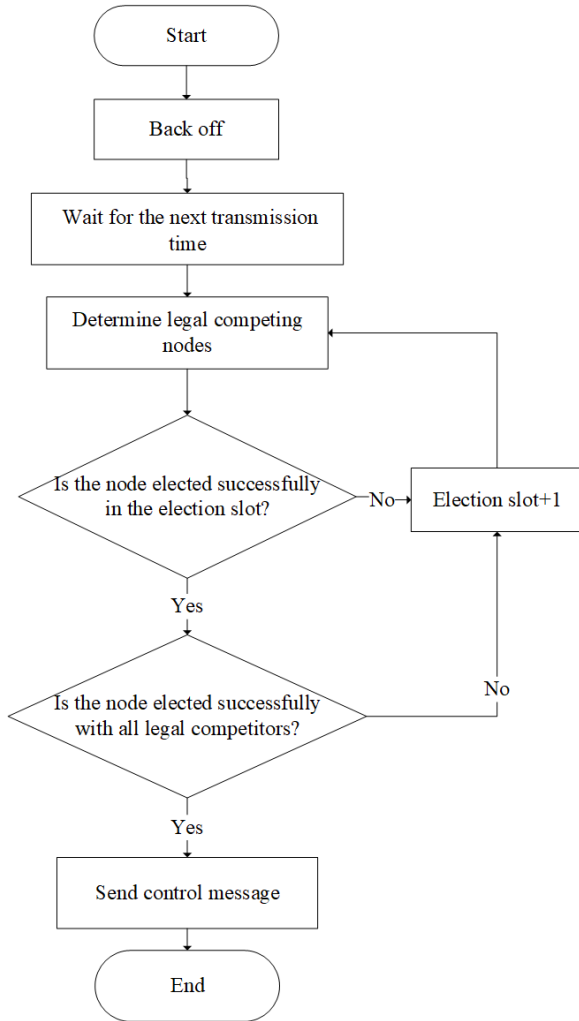 Start
Back off
Wait for the next transmission
time
Determine legal competing
nodes
Is the node elected successfully
in the election slot?
No
Election slot+1
Yes
Is the node elected successfully
with all legal competitors?
No
Yes
Send control message
End